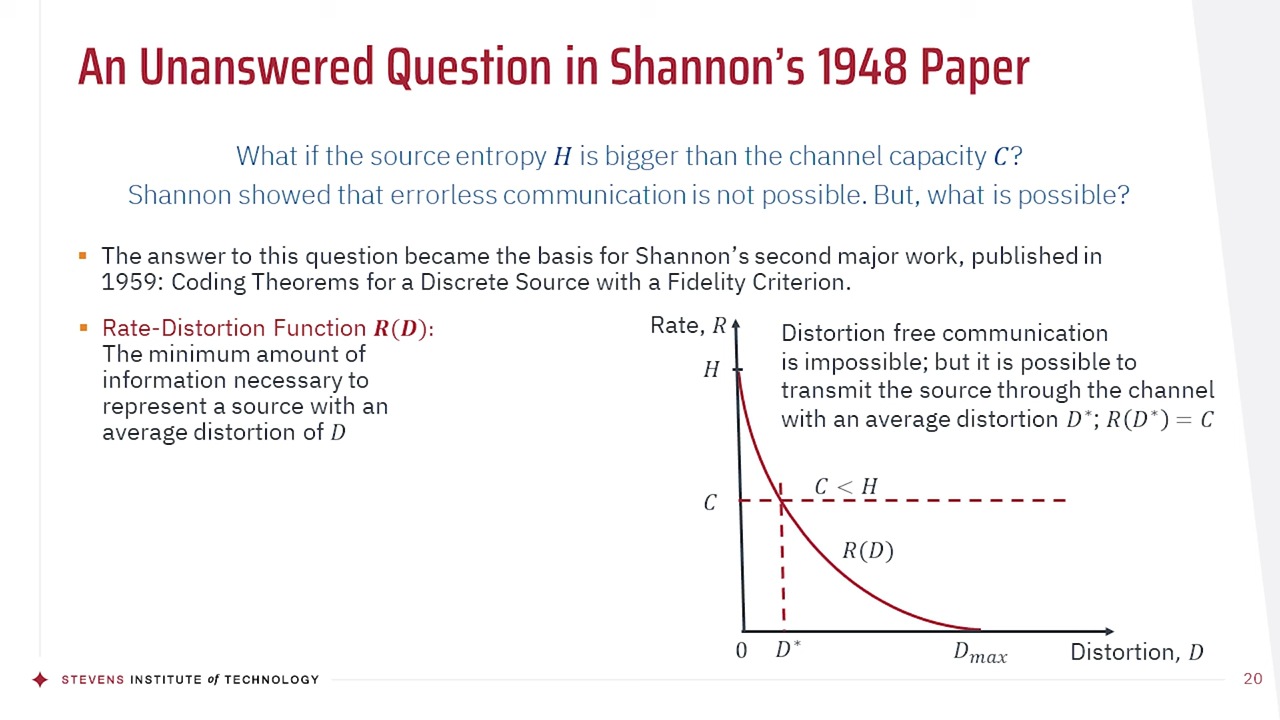 An Unanswered Question in Shannon's 1948 Paper
What if the source entropy H is bigger than the channel capacity C?
Shannon showed that errorless communication is not possible. But, what is possible?
▪ The answer to this question became the basis for Shannon's second major work, published in
1959: Coding Theorems for a Discrete Source with a Fidelity Criterion.
▪ Rate-Distortion Function R(D):
The minimum amount of
information necessary to
represent a source with an
average distortion of D
Rate, R
Distortion free communication
is impossible; but it is possible to
transmit the source through the channel
with an average distortion D*; R(D*) = C
H
C < H
C
R(D)
0
D*
Dmax
Distortion, D
STEVENS INSTITUTE of TECHNOLOGY
20